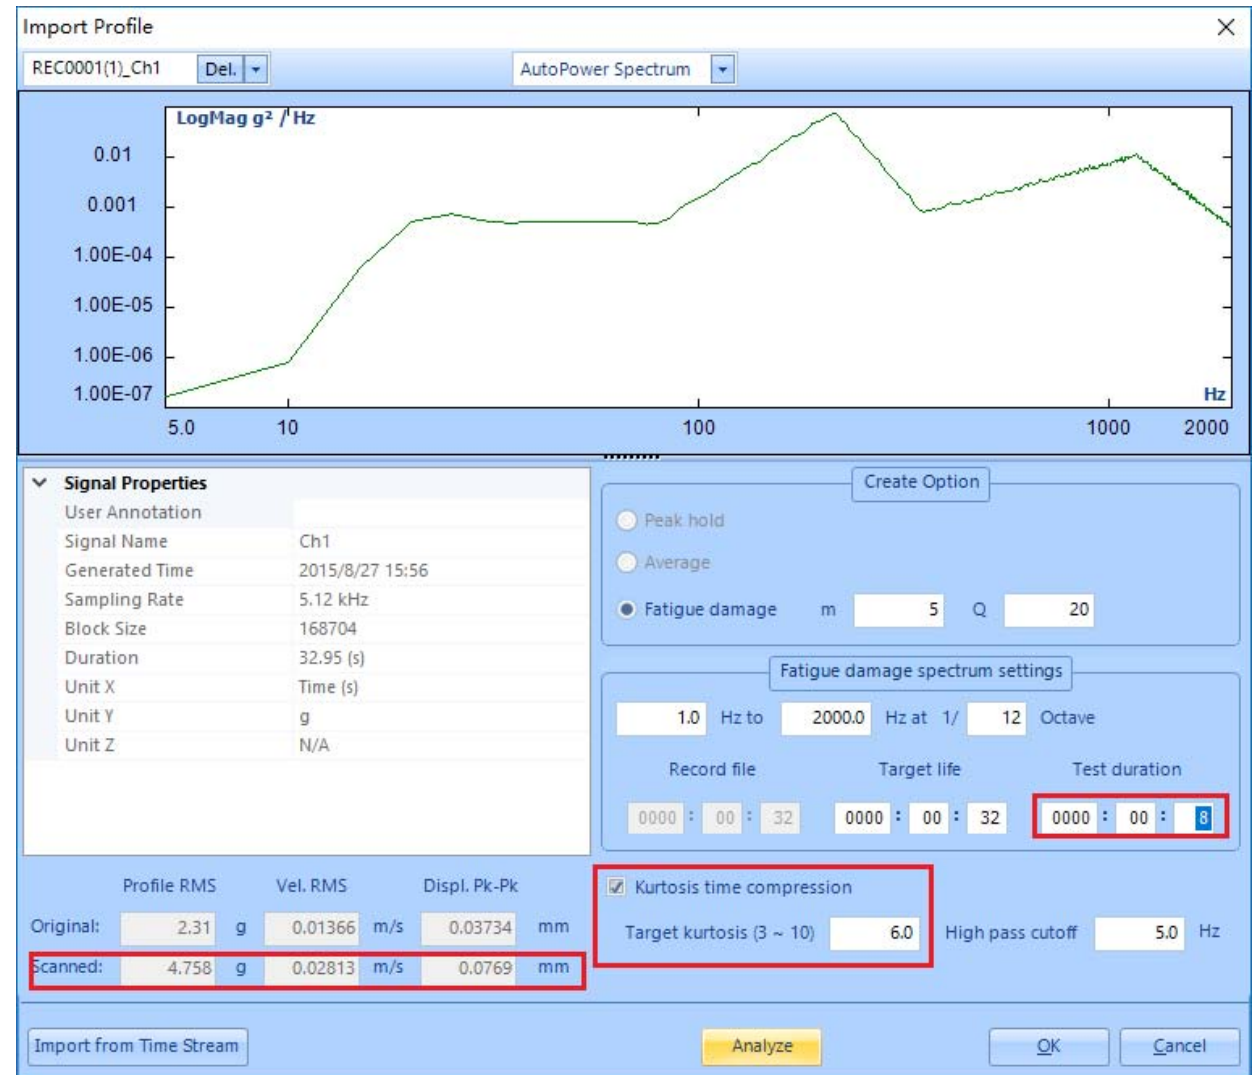 Import Profile
REC0001(1)_Ch1 Del. AutoPower Spectrum
LogMag g² / Hz
0.01
0.001
1.00E-04
1.00E-05
1.00E-06
1.00E-07
Hz
5.0 10 100 1000 2000
Signal Properties
User Annotation
Signal Name Ch1
Generated Time 2015/8/27 15:56
Sampling Rate 5.12 kHz
Block Size 168704
Duration 32.95 (s)
Unit X Time (s)
Unit Y g
Unit Z N/A
Create Option
Peak hold
Average
Fatigue damage m 5 Q 20
Fatigue damage spectrum settings
1.0 Hz to 2000.0 Hz at 1/ 12 Octave
Record file Target life Test duration
0000 : 00 : 32 0000 : 00 : 32 0000 : 00 : 8
Profile RMS Vel. RMS Displ. Pk-Pk
Original: 2.31 g 0.01366 m/s 0.03734 mm
Scanned: 4.758 g 0.02813 m/s 0.0769 mm
Kurtosis time compression
Target kurtosis (3 ~ 10) 6.0 High pass cutoff 5.0 Hz
Import from Time Stream Analyze OK Cancel